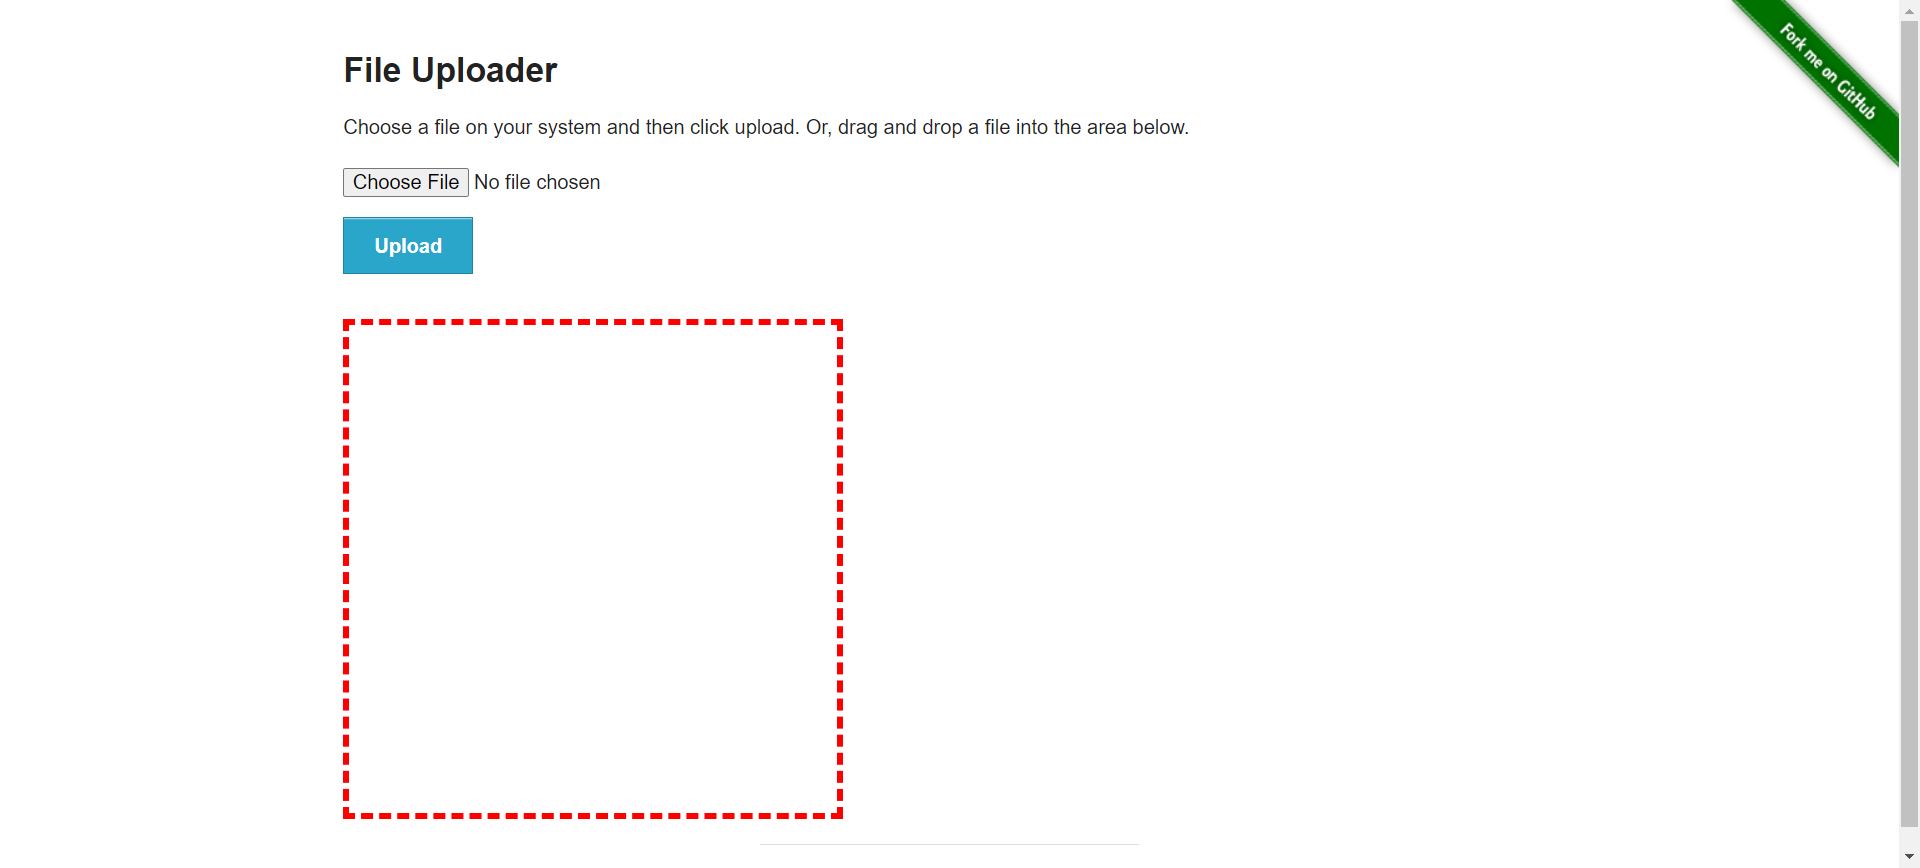 File Uploader
Choose a file on your system and then click upload. Or, drag and drop a file into the area below.
Choose File No file chosen
Upload
Fork me on GitHub